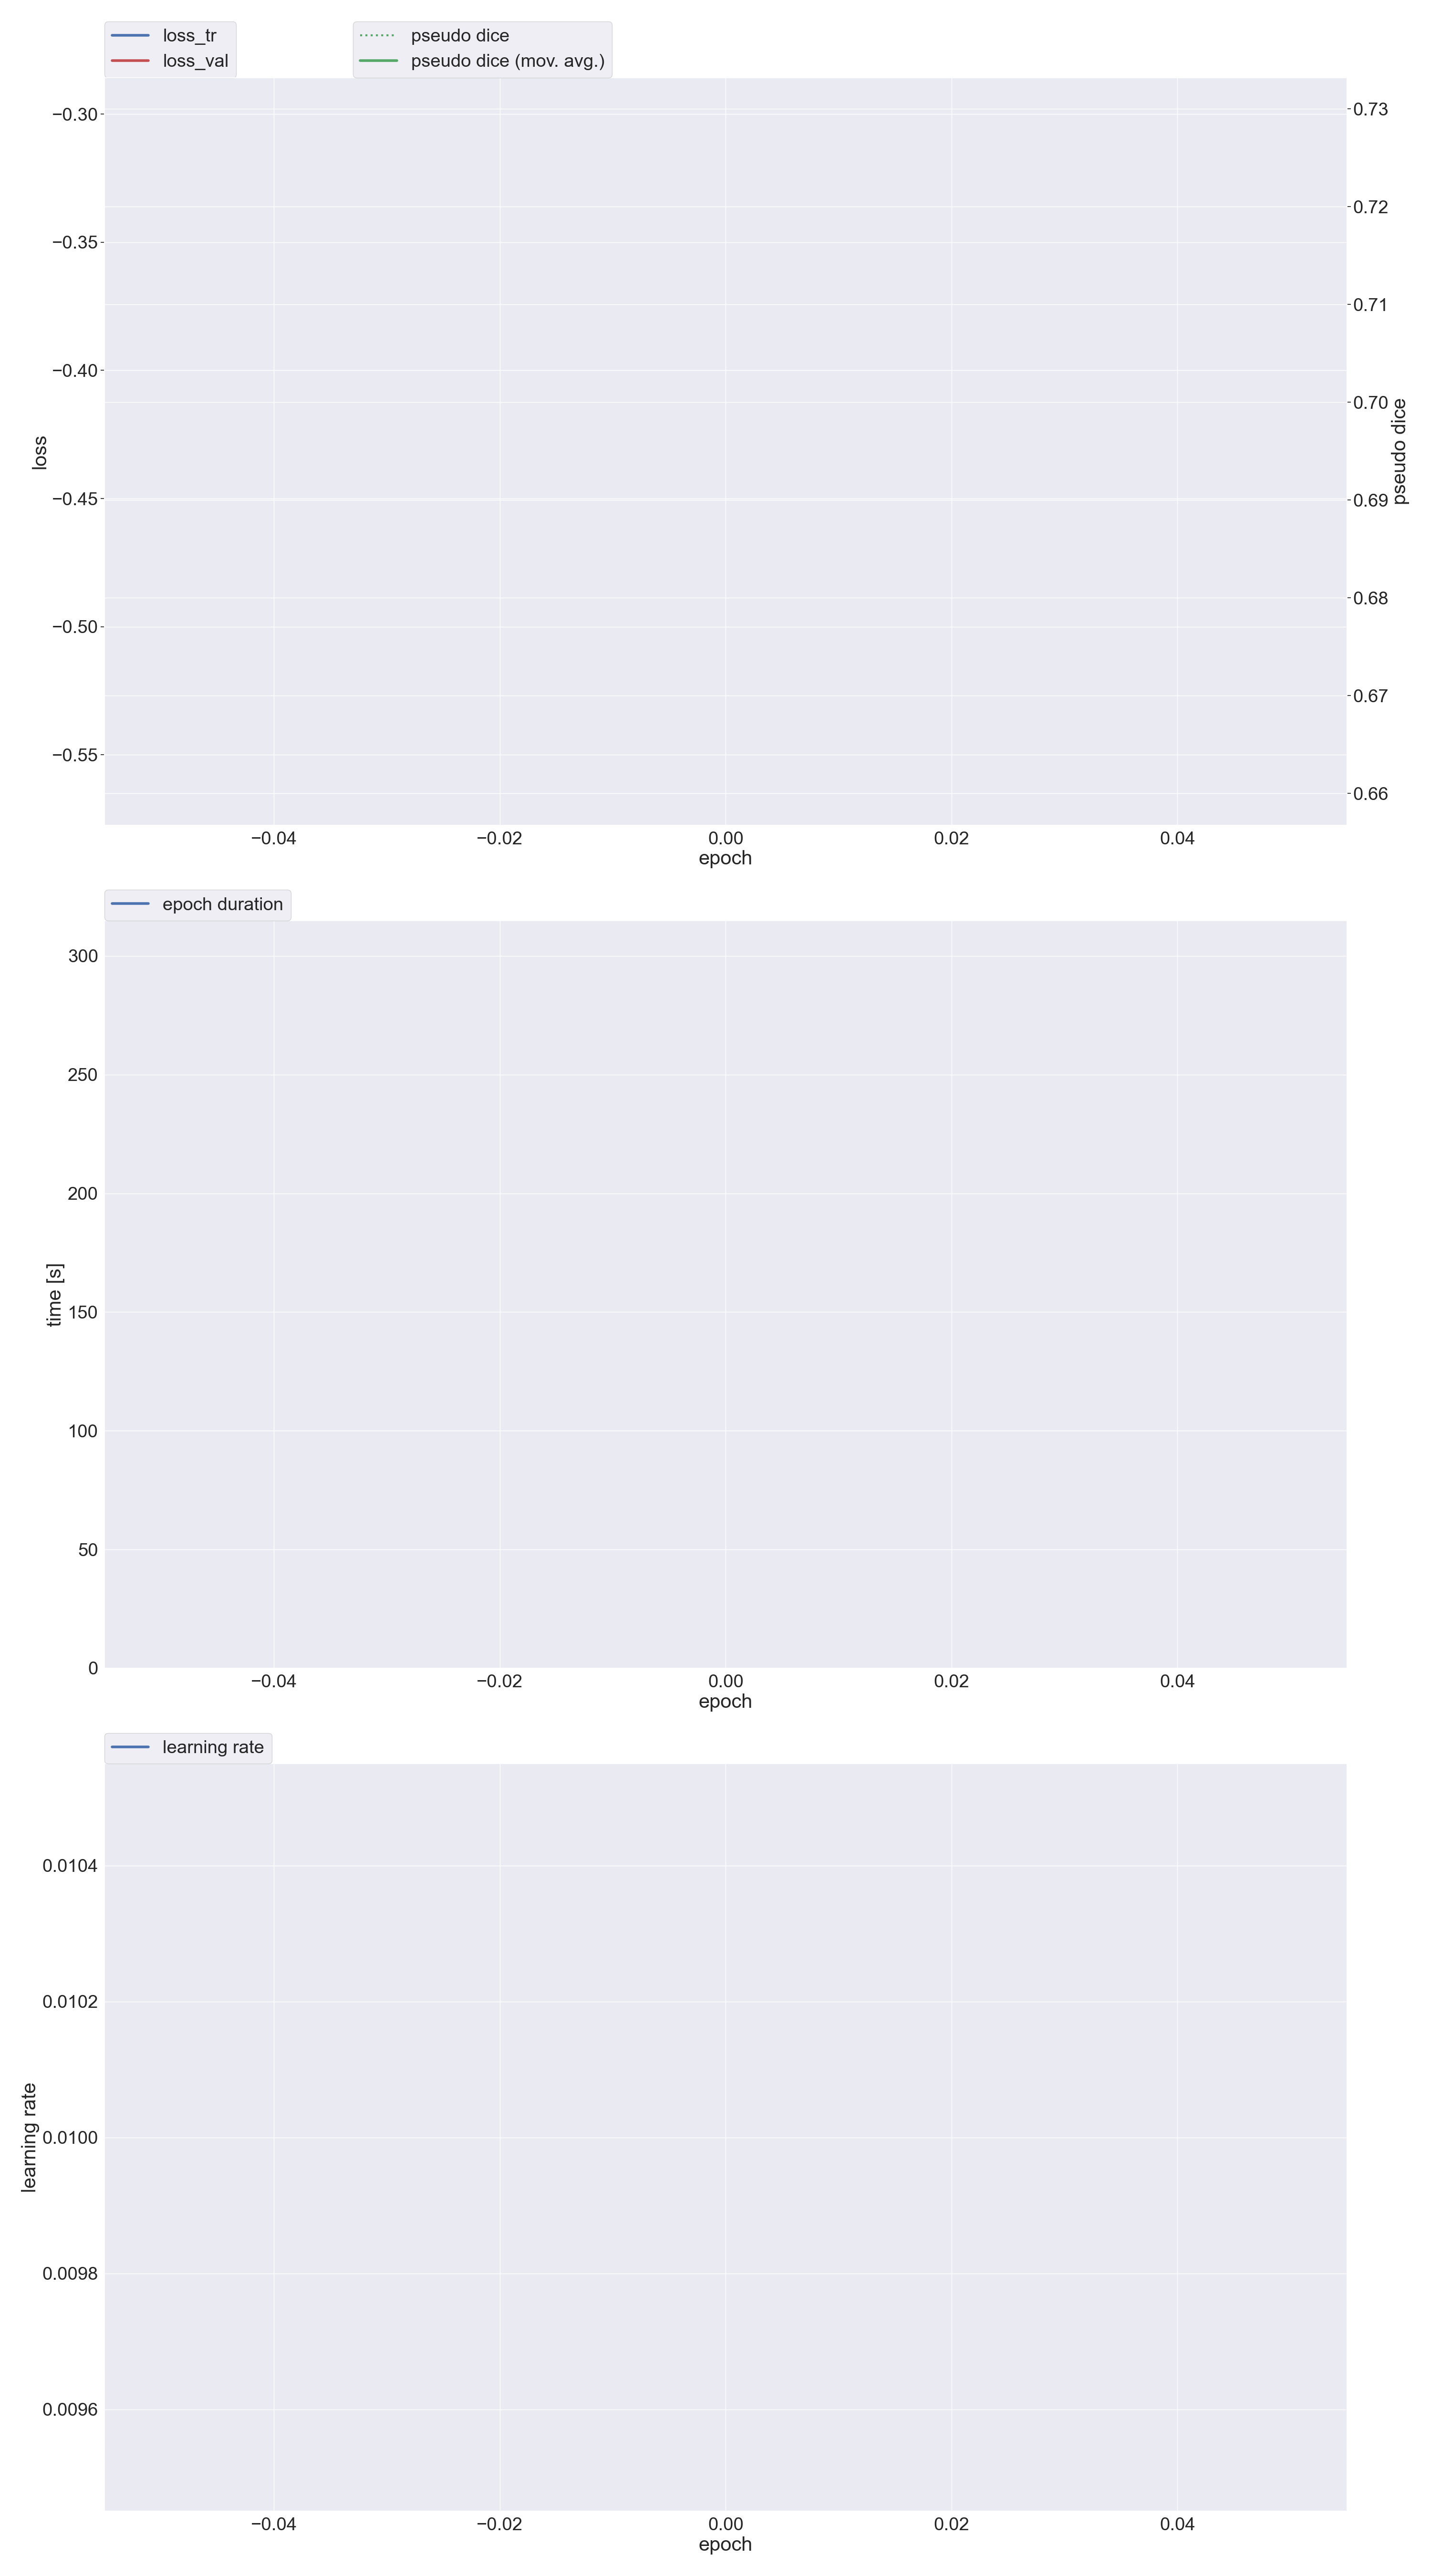 loss_tr
loss_val
pseudo dice
pseudo dice (mov. avg.)
−0.30
−0.35
−0.40
−0.45
−0.50
−0.55
loss
0.73
0.72
0.71
0.70
0.69
0.68
0.67
0.66
pseudo dice
−0.04 −0.02 0.00 0.02 0.04
epoch
epoch duration
300
250
200
150
100
50
0
time [s]
−0.04 −0.02 0.00 0.02 0.04
epoch
learning rate
0.0104
0.0102
0.0100
0.0098
0.0096
learning rate
−0.04 −0.02 0.00 0.02 0.04
epoch